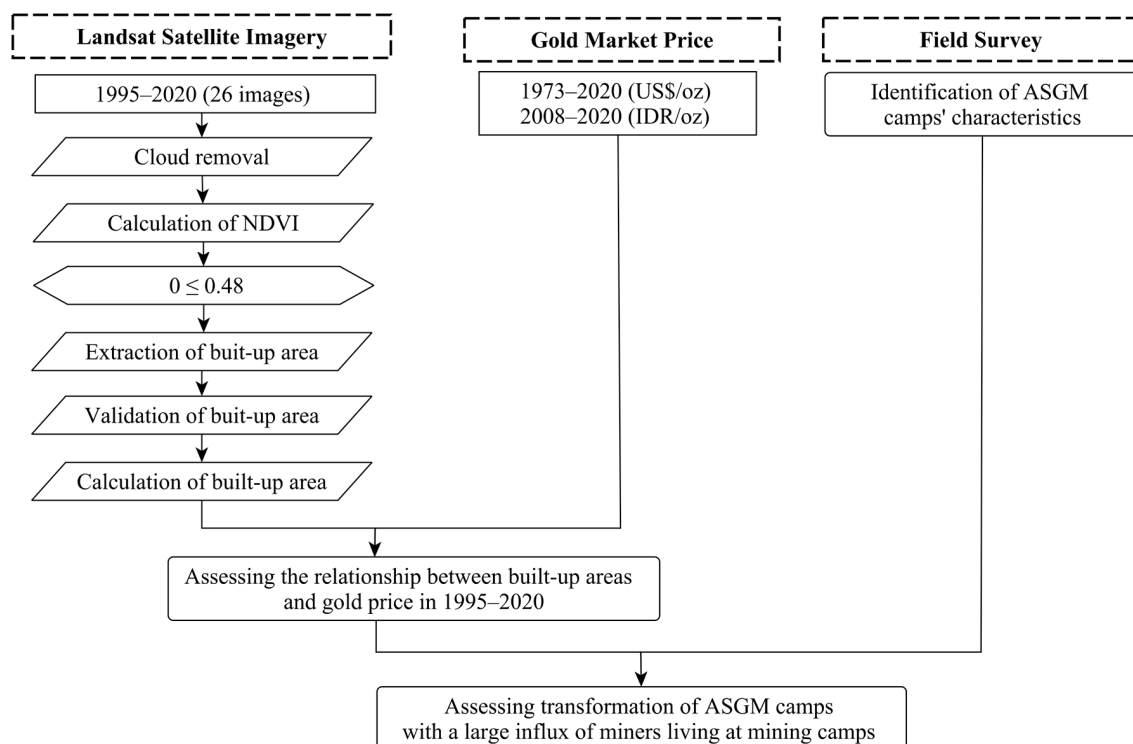 Landsat Satellite Imagery
1995–2020 (26 images)
Cloud removal
Calculation of NDVI
0 ≤ 0.48
Extraction of buit-up area
Validation of buit-up area
Calculation of built-up area
Gold Market Price
1973–2020 (US$/oz)
2008–2020 (IDR/oz)
Field Survey
Identification of ASGM
camps' characteristics
Assessing the relationship between built-up areas
and gold price in 1995–2020
Assessing transformation of ASGM camps
with a large influx of miners living at mining camps